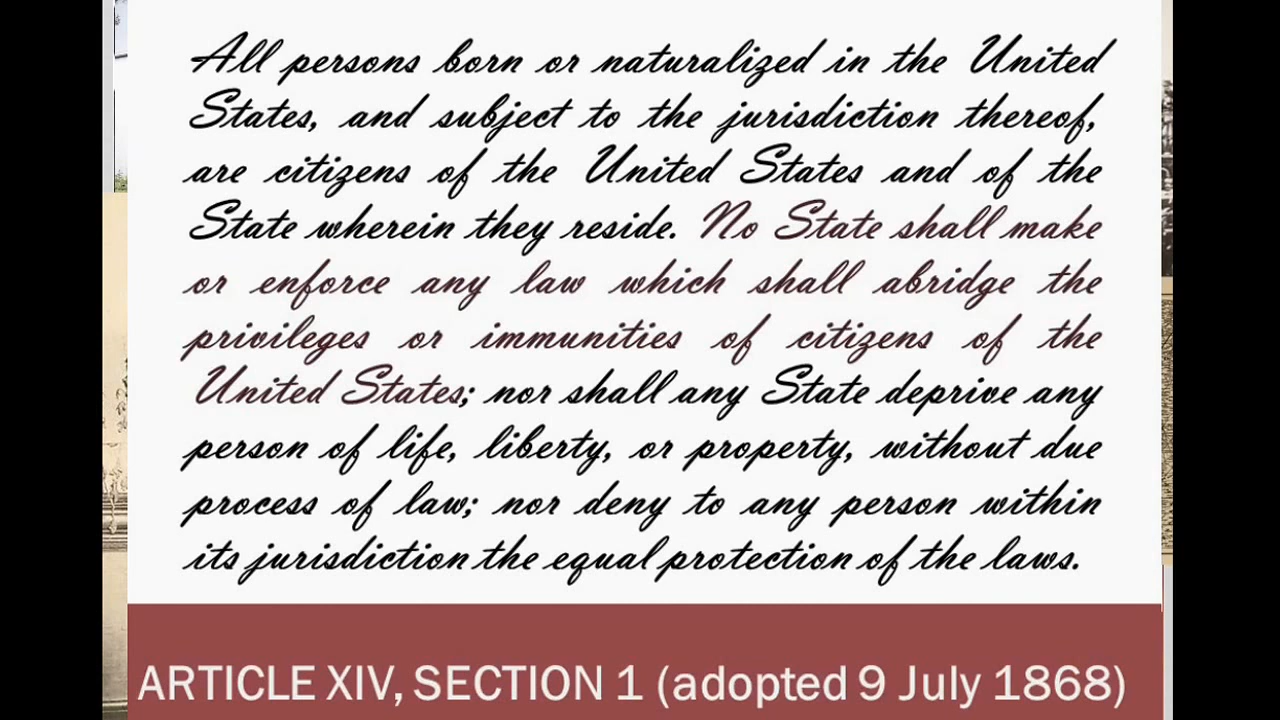 All persons born or naturalized in the United
States, and subject to the jurisdiction thereof,
are citizens of the United States and of the
State wherein they reside. No State shall make
or enforce any law which shall abridge the
privileges or immunities of citizens of the
United States; nor shall any State deprive any
person of life, liberty, or property, without due
process of law; nor deny to any person within
its jurisdiction the equal protection of the laws.
ARTICLE XIV, SECTION 1 (adopted 9 July 1868)